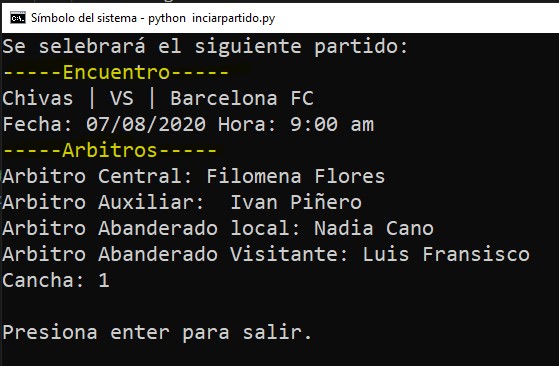 Símbolo del sistema - python inciarpartido.py
Se selebrará el siguiente partido:
-----Encuentro-----
Chivas | VS | Barcelona FC
Fecha: 07/08/2020 Hora: 9:00 am
-----Arbitros-----
Arbitro Central: Filomena Flores
Arbitro Auxiliar:  Ivan Piñero
Arbitro Abanderado local: Nadia Cano
Arbitro Abanderado Visitante: Luis Fransisco
Cancha: 1
Presiona enter para salir.